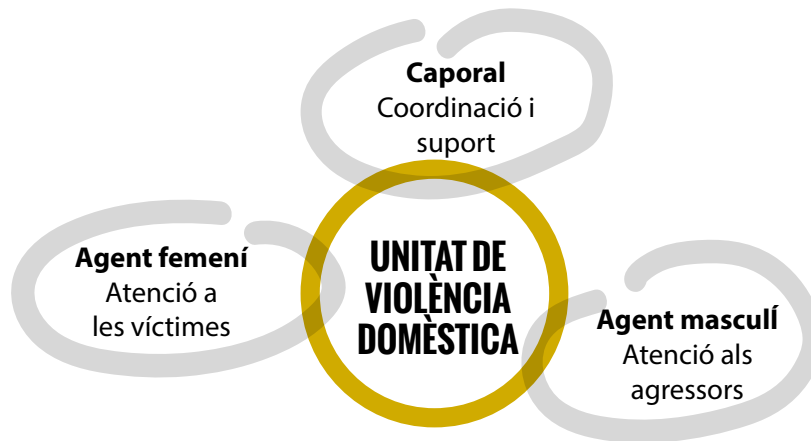 Caporal
Coordinació i
suport
Agent femení
Atenció a
les víctimes
UNITAT DE
VIOLÈNCIA
DOMÈSTICA
Agent masculÍ
Atenció als
agressors